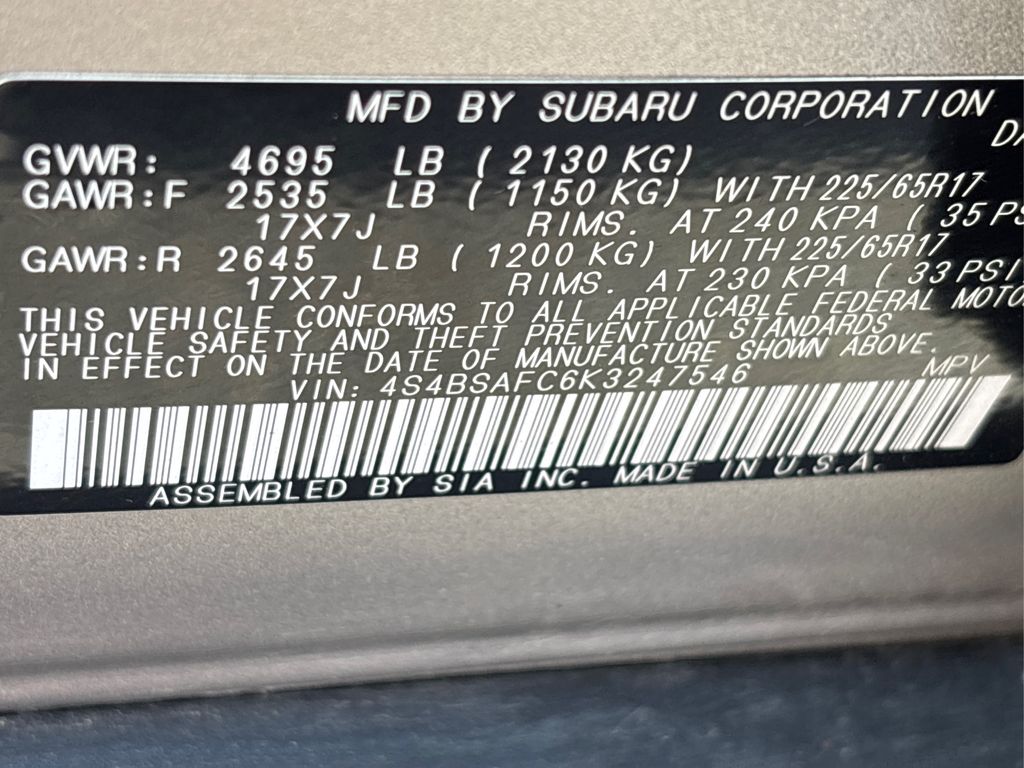 MFD BY SUBARU CORPORATION
GVWR: 4695 LB ( 2130 KG)
GAWR:F 2535 LB ( 1150 KG) WITH 225/65R17
17X7J RIMS. AT 240 KPA ( 35 PS
GAWR:R 2645 LB ( 1200 KG) WITH 225/65R17
17X7J RIMS. AT 230 KPA ( 33 PSI
THIS VEHICLE CONFORMS TO ALL APPLICABLE FEDERAL MOTO
VEHICLE SAFETY AND THEFT PREVENTION STANDARDS
IN EFFECT ON THE DATE OF MANUFACTURE SHOWN ABOVE.
VIN: 4S4BSAFC6K3247546 MPV
ASSEMBLED BY SIA INC. MADE IN U.S.A.